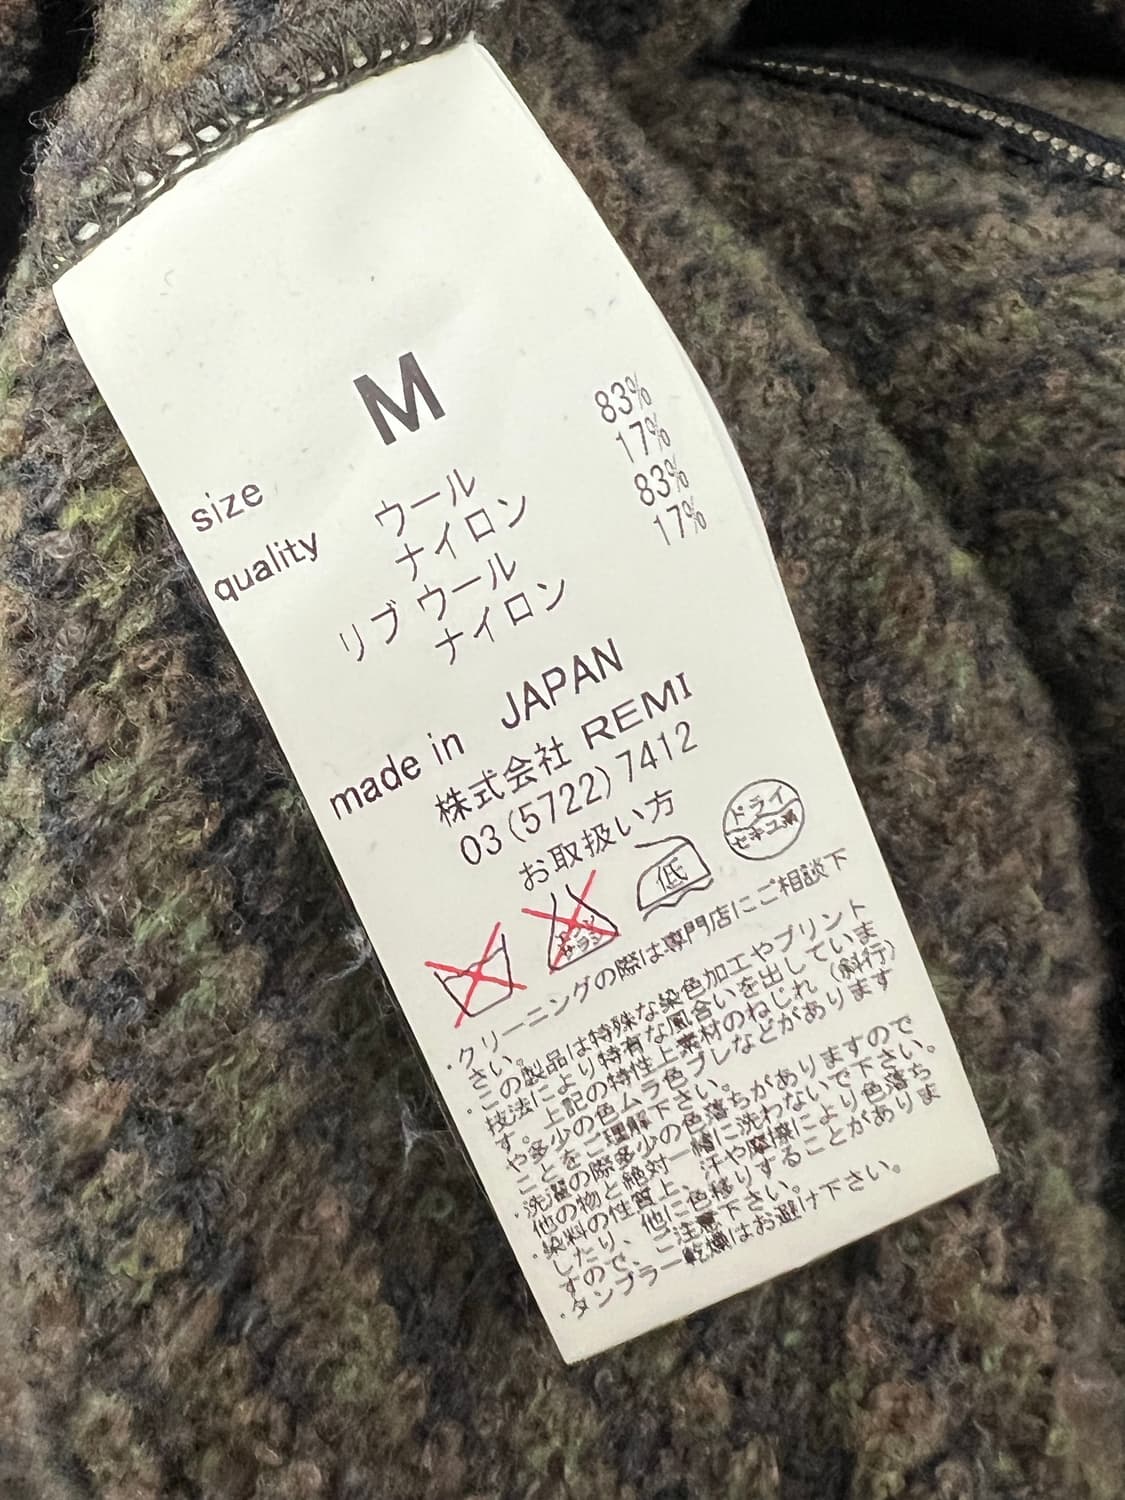 size M
quality ウール 83%
ナイロン 17%
リブ ウール 83%
ナイロン 17%
made in JAPAN
株式会社 REMI
03 (5722) 7412
お取扱い方
低
ドライ
セキユ系
・クリーニングの際は専門店にご相談下
さい。
・この製品は特殊な染色加工やプリント
技法により特有な風合いを出していま
す。上記の特性上素材のねじれ (斜行)
や多少の色ムラ色ブレなどがあります
ことをご理解下さい。
・洗濯の際多少の色落ちがありますので
他の物と絶対一緒に洗わないで下さい。
・染料の性質上、汗や摩擦により色落ち
したり、他に色移りすることがありま
すので、ご注意下さい。
・タンブラー乾燥はお避け下さい。